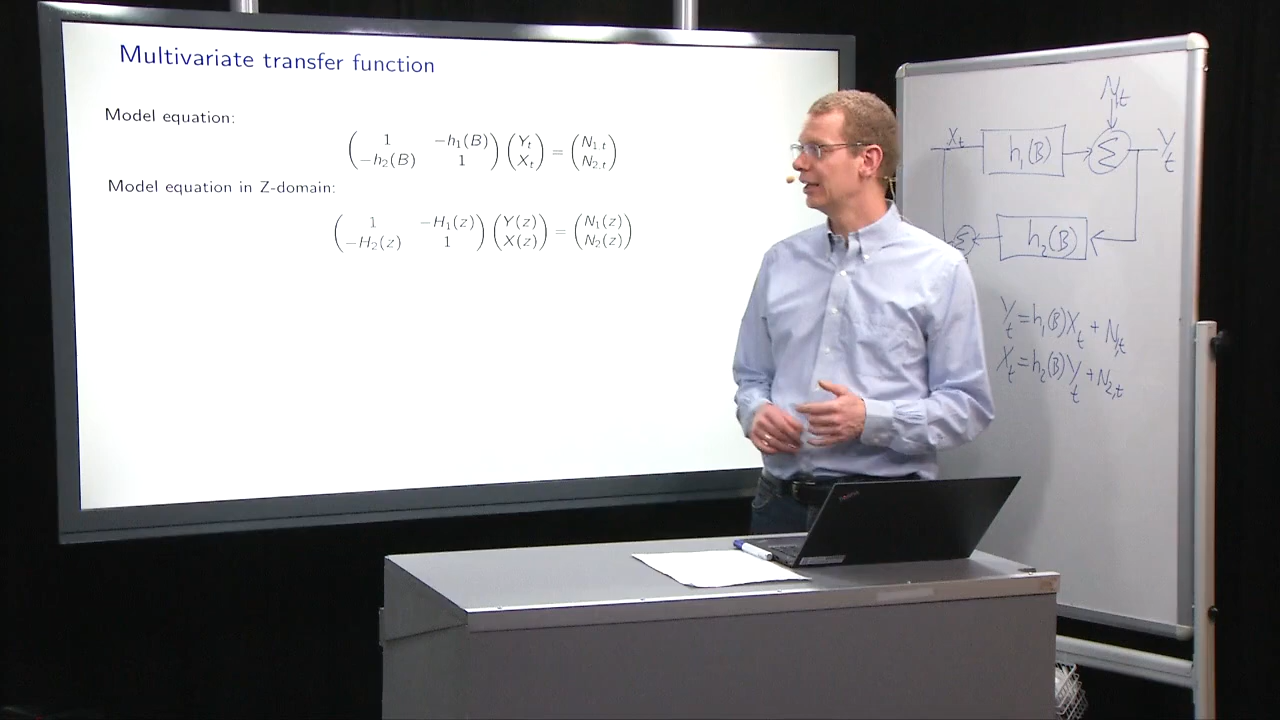 Multivariate transfer function
Model equation:
( 1 −h₁(B) ) ( Yₜ ) = ( N₁,ₜ )
( −h₂(B) 1 ) ( Xₜ ) ( N₂,ₜ )
Model equation in Z-domain:
( 1 −H₁(z) ) ( Y(z) ) = ( N₁(z) )
( −H₂(z) 1 ) ( X(z) ) ( N₂(z) )
Nₜ
Xₜ h₁(B) Σ Yₜ
Σ h₂(B)
Yₜ = h₁(B)Xₜ + N₁,ₜ
Xₜ = h₂(B)Yₜ + N₂,ₜ